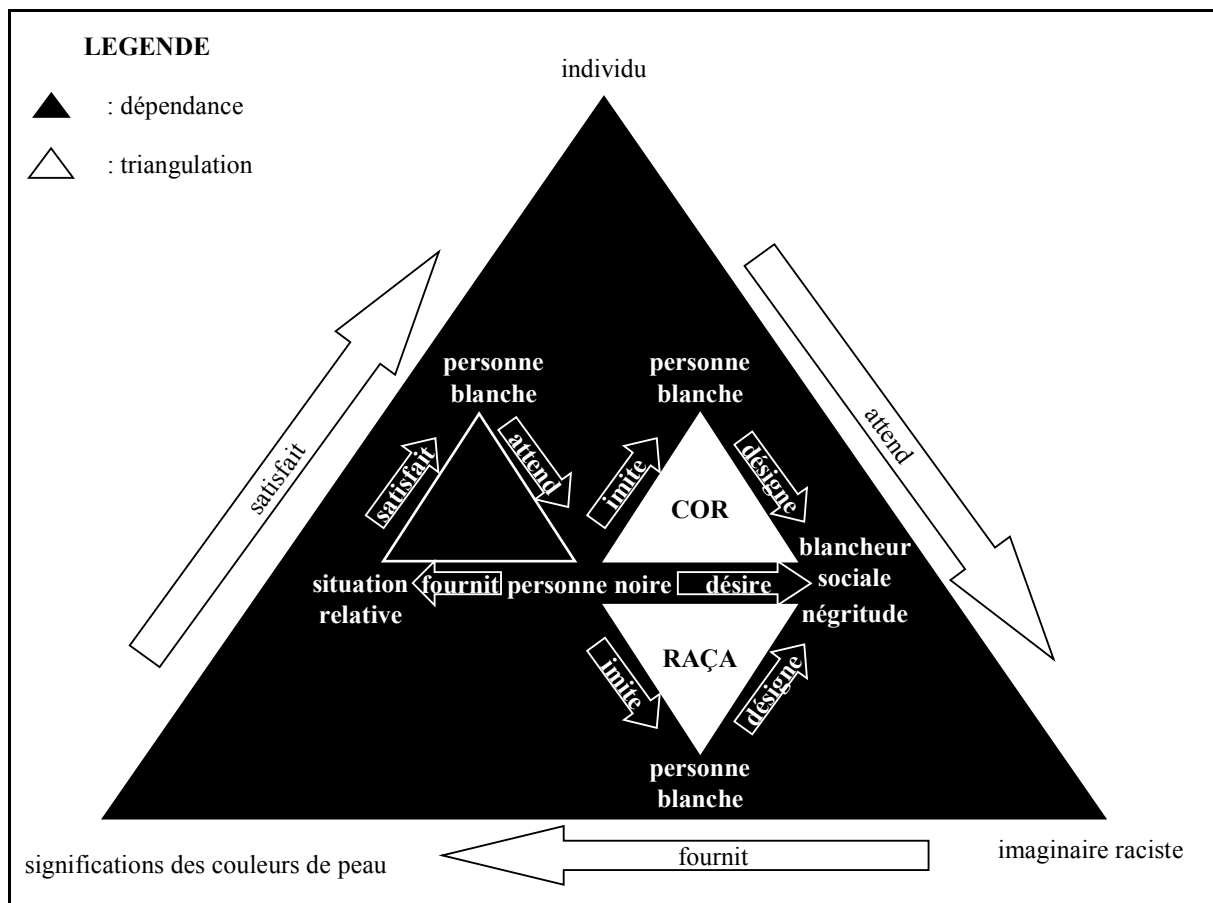 LEGENDE
: dépendance
: triangulation
individu
satisfait
attend
personne
blanche
personne
blanche
satisfait
attend
imite
désigne
COR
situation
relative
fournit
personne noire
désire
blancheur
sociale
négritude
RAÇA
imite
désigne
personne
blanche
significations des couleurs de peau
fournit
imaginaire raciste